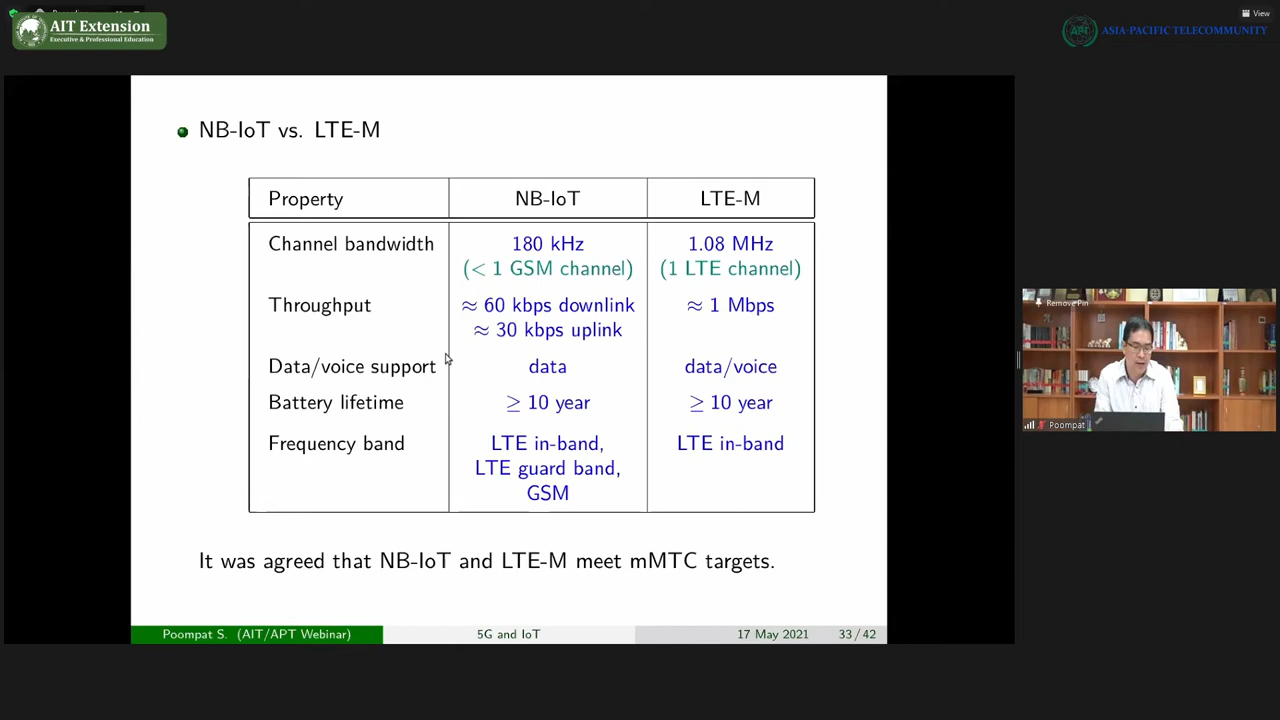 AIT Extension
Executive & Professional Education
View
ASIA-PACIFIC TELECOMMUNITY
APT
NB-IoT vs. LTE-M
Property NB-IoT LTE-M
Channel bandwidth 180 kHz 1.08 MHz
(< 1 GSM channel) (1 LTE channel)
Throughput ≈ 60 kbps downlink ≈ 1 Mbps
≈ 30 kbps uplink
Data/voice support data data/voice
Battery lifetime ≥ 10 year ≥ 10 year
Frequency band LTE in-band, LTE in-band
LTE guard band,
GSM
It was agreed that NB-IoT and LTE-M meet mMTC targets.
Poompat S. (AIT/APT Webinar) 5G and IoT 17 May 2021 33 / 42
Remove Pin
Poompat